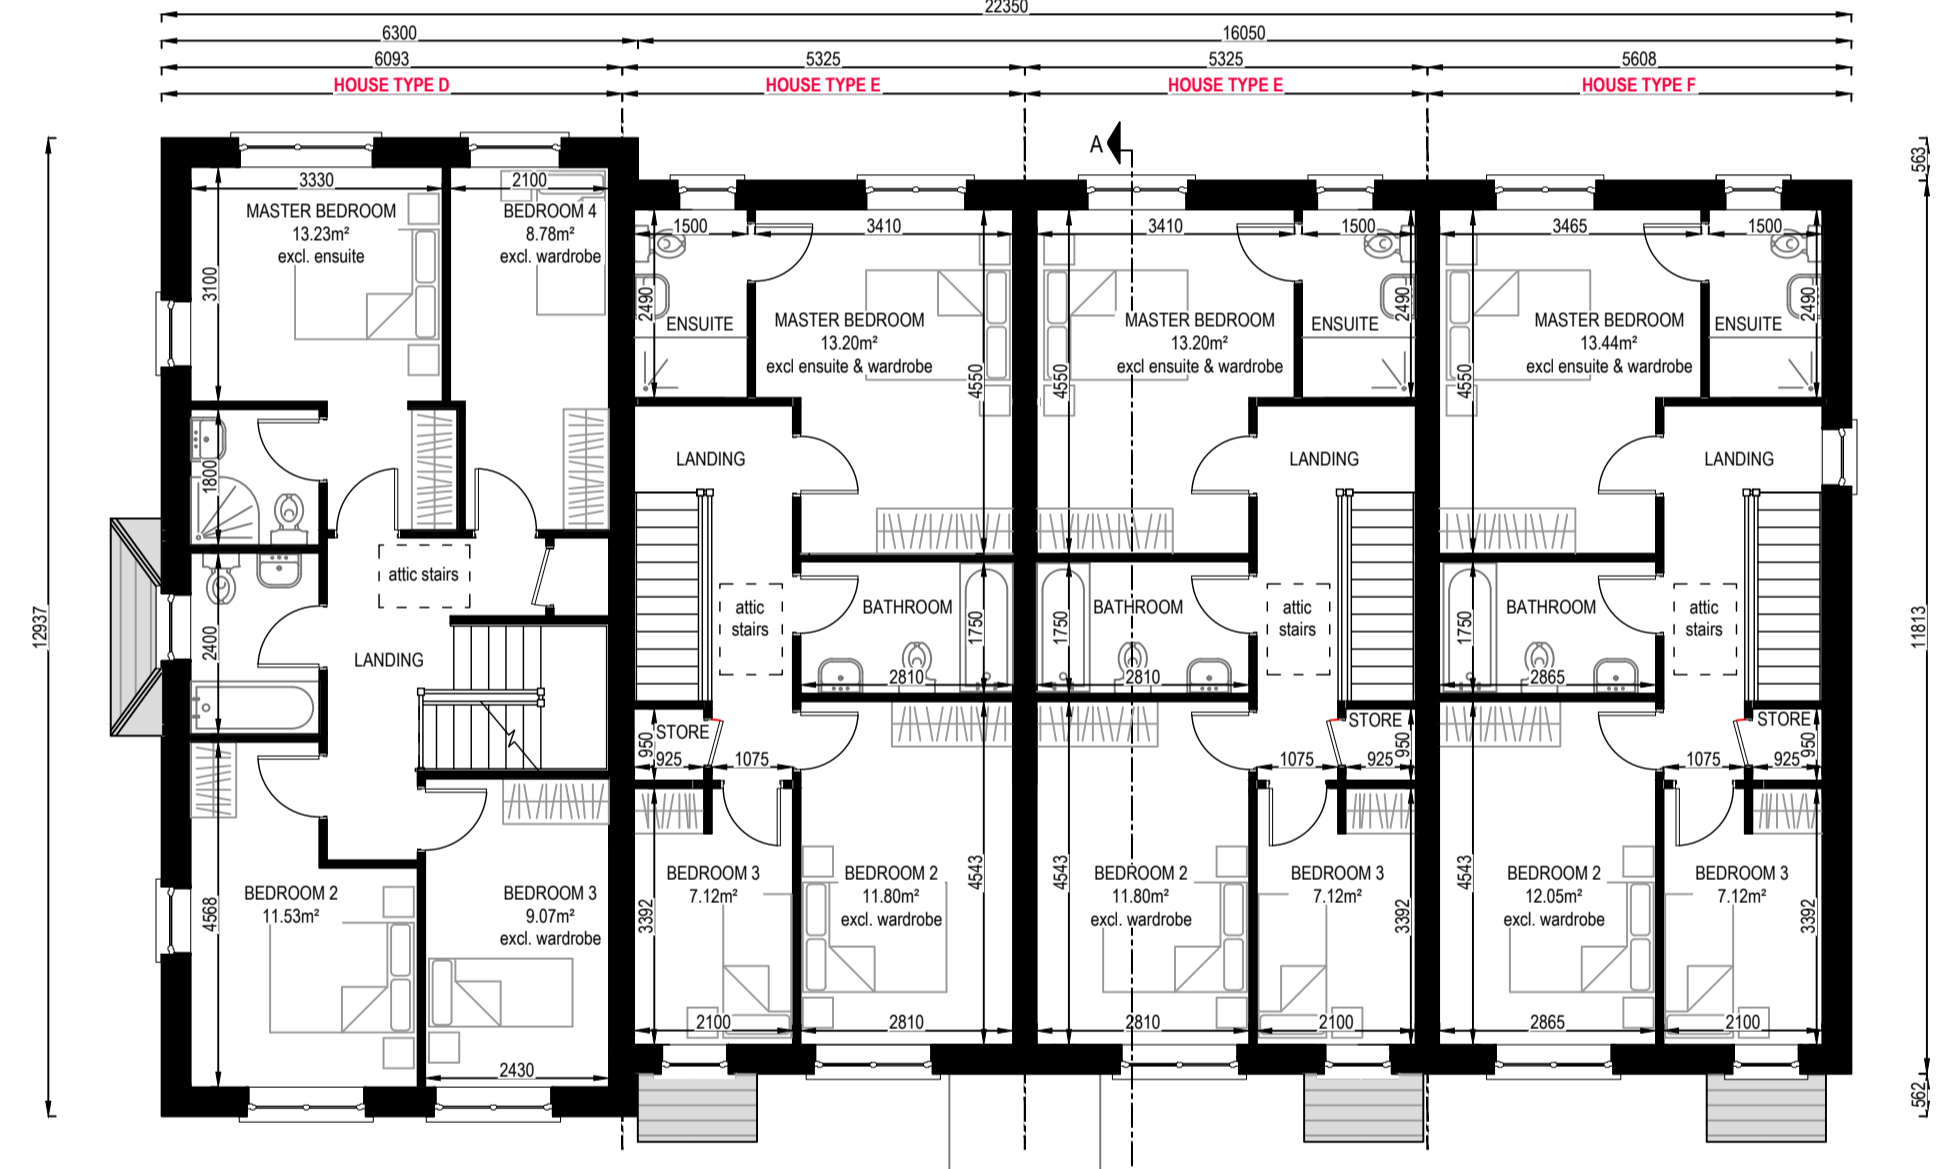 22350
6300
16050
6093
5325
5325
5608
HOUSE TYPE D
HOUSE TYPE E
HOUSE TYPE E
HOUSE TYPE F
A
12937
563
11813
562
3330
MASTER BEDROOM
13.23m²
excl. ensuite
3100
2100
BEDROOM 4
8.78m²
excl. wardrobe
1800
2400
attic stairs
LANDING
4568
BEDROOM 2
11.53m²
BEDROOM 3
9.07m²
excl. wardrobe
2430
1500
3410
2490
ENSUITE
MASTER BEDROOM
13.20m²
excl ensuite & wardrobe
4550
LANDING
attic
stairs
BATHROOM
1750
2810
STORE
950
925
1075
BEDROOM 3
7.12m²
3392
2100
BEDROOM 2
11.80m²
excl. wardrobe
4543
2810
3410
1500
2490
ENSUITE
MASTER BEDROOM
13.20m²
excl ensuite & wardrobe
4550
LANDING
attic
stairs
BATHROOM
1750
2810
STORE
950
1075
925
BEDROOM 2
11.80m²
excl. wardrobe
4543
2810
BEDROOM 3
7.12m²
3392
2100
3465
1500
2490
ENSUITE
MASTER BEDROOM
13.44m²
excl ensuite & wardrobe
4550
LANDING
attic
stairs
BATHROOM
1750
2865
STORE
950
1075
925
BEDROOM 2
12.05m²
excl. wardrobe
4543
2865
BEDROOM 3
7.12m²
3392
2100